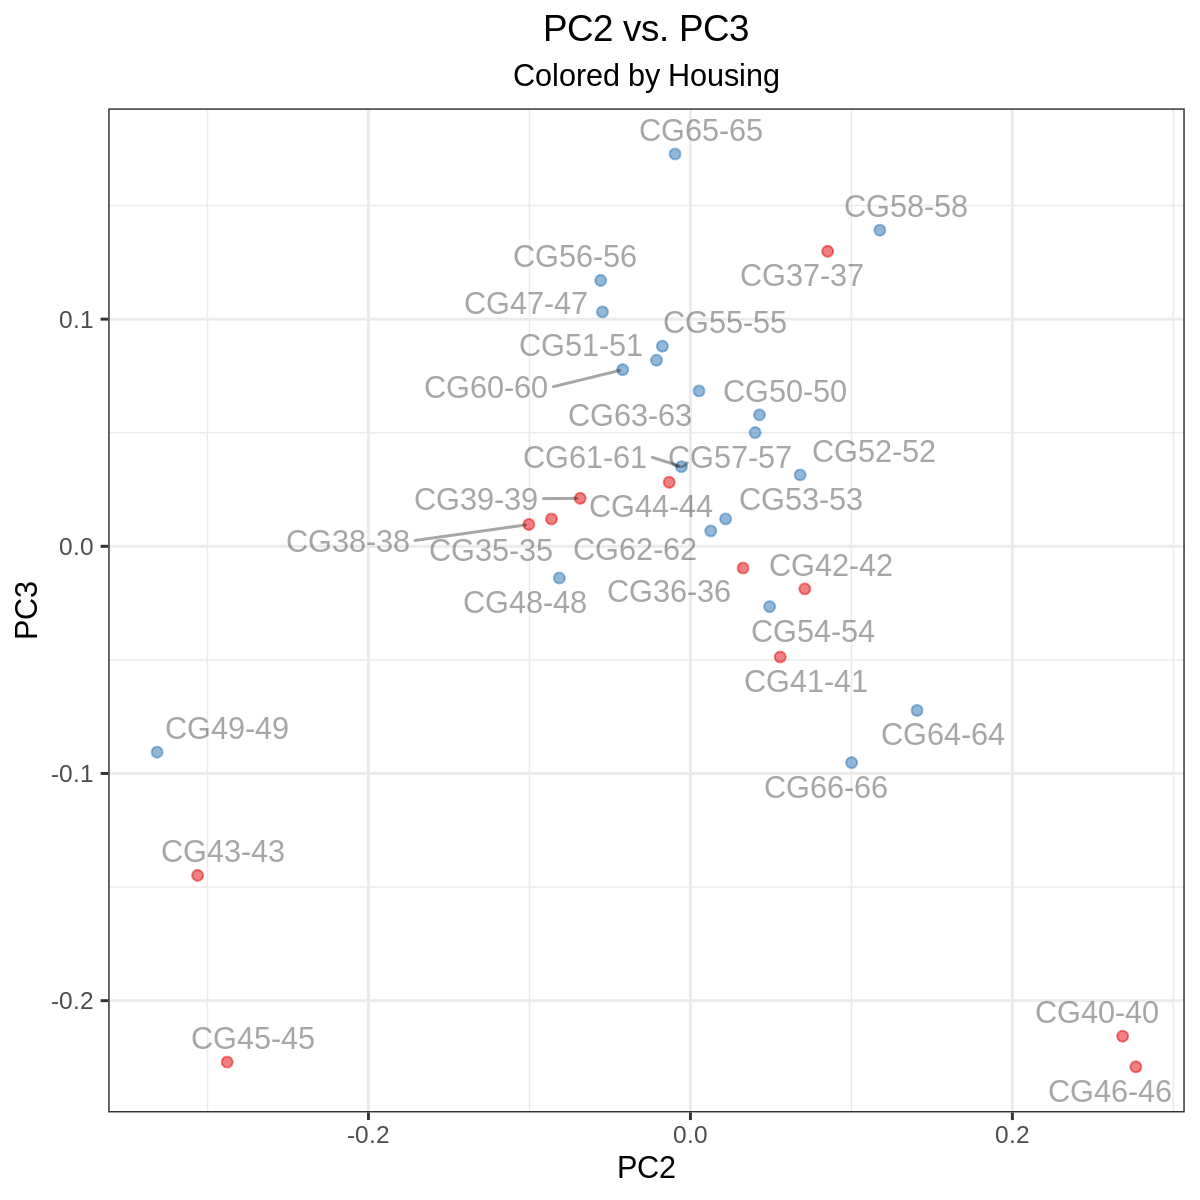 PC2 vs. PC3
Colored by Housing
CG65-65
CG58-58
CG56-56
CG37-37
CG47-47
0.1
CG55-55
CG51-51
CG60-60
CG50-50
CG63-63
CG61-61
CG57-57
CG52-52
CG39-39
CG44-44
CG53-53
CG38-38
0.0
CG35-35
CG62-62
CG42-42
CG36-36
CG48-48
PC3
CG54-54
CG41-41
CG49-49
CG64-64
-0.1
CG66-66
CG43-43
-0.2
CG40-40
CG45-45
CG46-46
-0.2
0.0
0.2
PC2